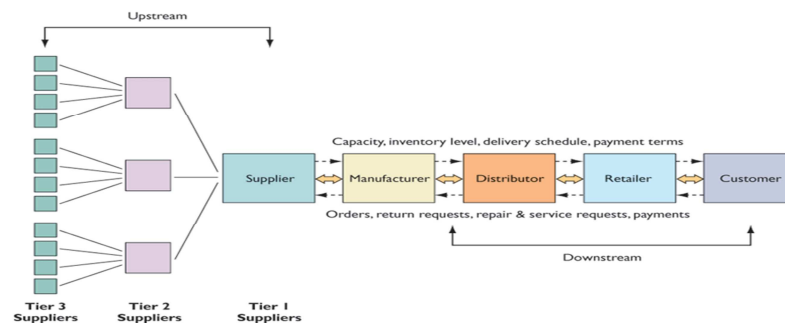 Upstream
Capacity, inventory level, delivery schedule, payment terms
Supplier
Manufacturer
Distributor
Retailer
Customer
Orders, return requests, repair & service requests, payments
Downstream
Tier 3
Suppliers
Tier 2
Suppliers
Tier 1
Suppliers